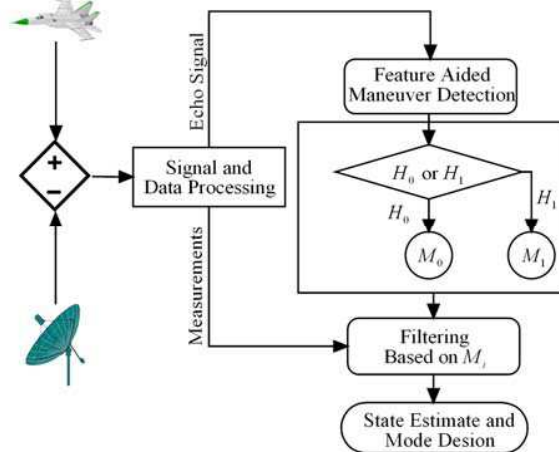 Echo Signal
Feature Aided
Maneuver Detection
+
−
Signal and
Data Processing
H₀ or H₁
H₀
H₁
M₀
M₁
Measurements
Filtering
Based on Mᵢ
State Estimate and
Mode Desion